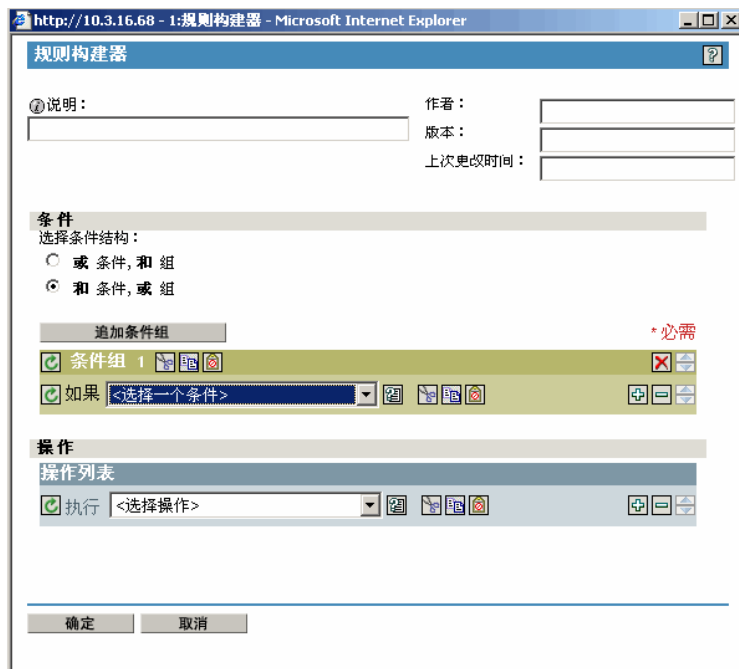 http://10.3.16.68 - 1:规则构建器 - Microsoft Internet Explorer
规则构建器
?
i 说明：
作者：
版本：
上次更改时间：
条件
选择条件结构：
或 条件, 和 组
和 条件, 或 组
追加条件组
*必需
条件组 1
如果 <选择一个条件>
操作
操作列表
执行 <选择操作>
确定 取消